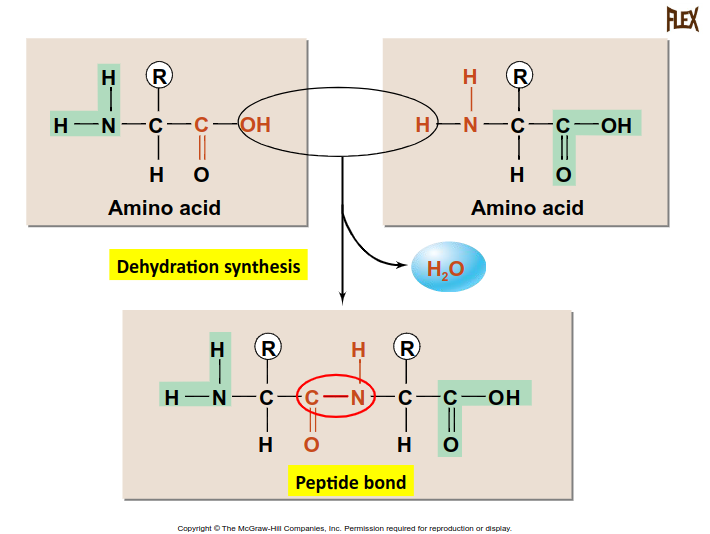 FLEX
H R
H N C C OH
H O
Amino acid
H R
H N C C OH
H O
Amino acid
Dehydration synthesis
H2O
H R H R
H N C C N C C OH
H O H O
Peptide bond
Copyright © The McGraw-Hill Companies, Inc. Permission required for reproduction or display.